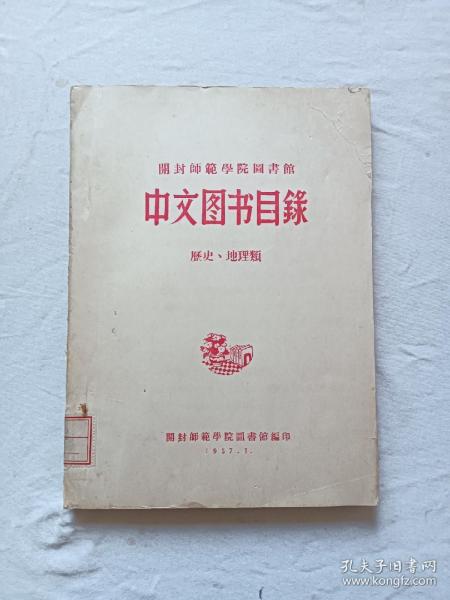 開封師範學院圖書館
中文图书目錄
歷史、地理類
開封師範學院圖書館編印
1957.1.
孔夫子旧书网
www.kongfz.com